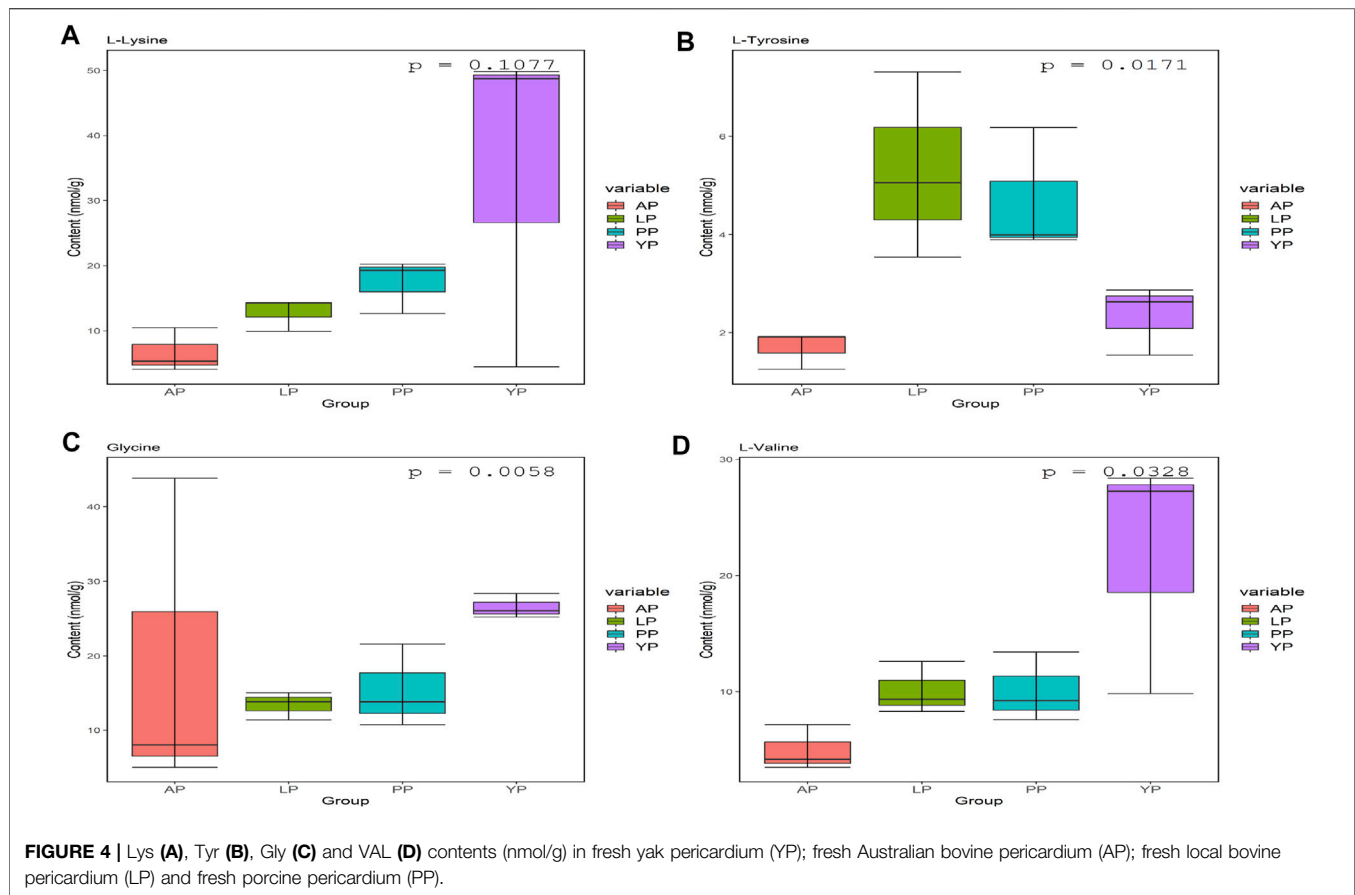 A
L-Lysine
p = 0.1077
Content (nmol/g)
50
40
30
20
10
AP
LP
PP
YP
Group
variable
AP
LP
PP
YP
B
L-Tyrosine
p = 0.0171
Content (nmol/g)
6
4
2
AP
LP
PP
YP
Group
variable
AP
LP
PP
YP
C
Glycine
p = 0.0058
Content (nmol/g)
40
30
20
10
AP
LP
PP
YP
Group
variable
AP
LP
PP
YP
D
L-Valine
p = 0.0328
Content (nmol/g)
30
20
10
AP
LP
PP
YP
Group
variable
AP
LP
PP
YP
FIGURE 4 | Lys (A), Tyr (B), Gly (C) and VAL (D) contents (nmol/g) in fresh yak pericardium (YP); fresh Australian bovine pericardium (AP); fresh local bovine
pericardium (LP) and fresh porcine pericardium (PP).